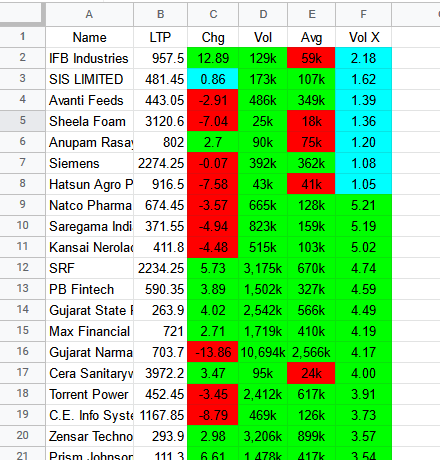 A B C D E F
1 Name LTP Chg Vol Avg Vol X
2 IFB Industries 957.5 12.89 129k 59k 2.18
3 SIS LIMITED 481.45 0.86 173k 107k 1.62
4 Avanti Feeds 443.05 -2.91 486k 349k 1.39
5 Sheela Foam 3120.6 -7.04 25k 18k 1.36
6 Anupam Rasay 802 2.7 90k 75k 1.20
7 Siemens 2274.25 -0.07 392k 362k 1.08
8 Hatsun Agro P 916.5 -7.58 43k 41k 1.05
9 Natco Pharma 674.45 -3.57 665k 128k 5.21
10 Saregama Indi 371.55 -4.94 823k 159k 5.19
11 Kansai Nerolac 411.8 -4.48 515k 103k 5.02
12 SRF 2234.25 5.73 3,175k 670k 4.74
13 PB Fintech 590.35 3.89 1,502k 327k 4.59
14 Gujarat State 263.9 4.02 2,542k 566k 4.49
15 Max Financial 721 2.71 1,719k 410k 4.19
16 Gujarat Narma 703.7 -13.86 10,694k 2,566k 4.17
17 Cera Sanitaryw 3972.2 3.47 95k 24k 4.00
18 Torrent Power 452.45 -3.45 2,412k 617k 3.91
19 C.E. Info Syste 1167.85 -8.79 469k 126k 3.73
20 Zensar Techno 293.9 2.98 3,206k 899k 3.57
21 Prism Johnson 111.3 6.61 1,478k 417k 3.54